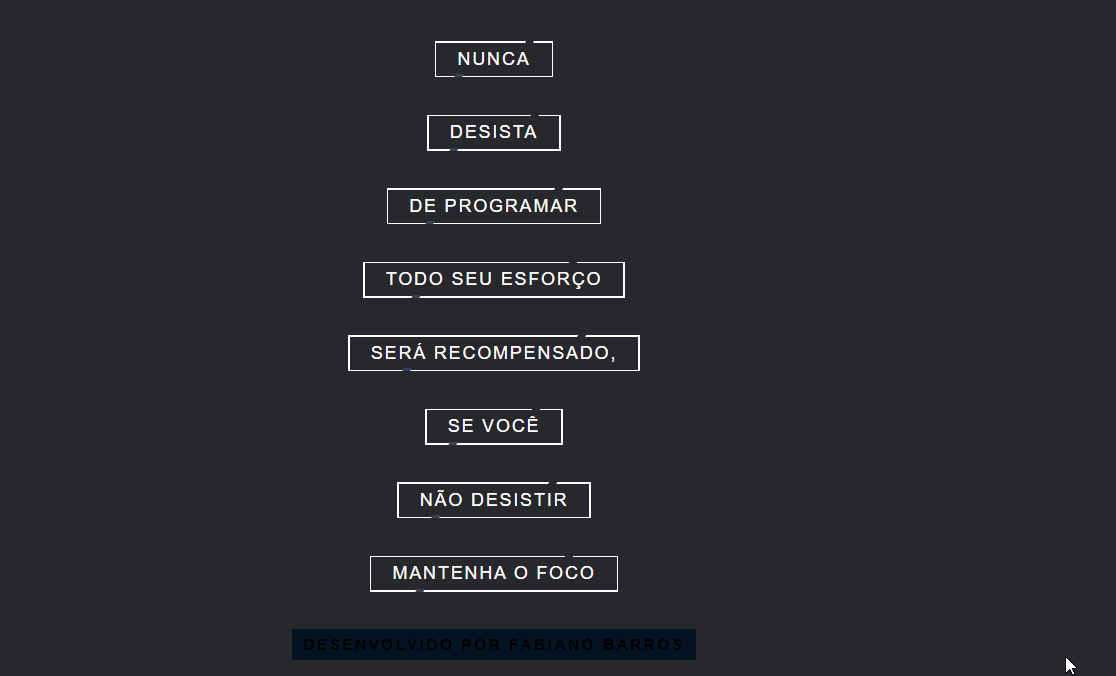 NUNCA
DESISTA
DE PROGRAMAR
TODO SEU ESFORÇO
SERÁ RECOMPENSADO,
SE VOCÊ
NÃO DESISTIR
MANTENHA O FOCO
DESENVOLVIDO POR FABIANO BARROS